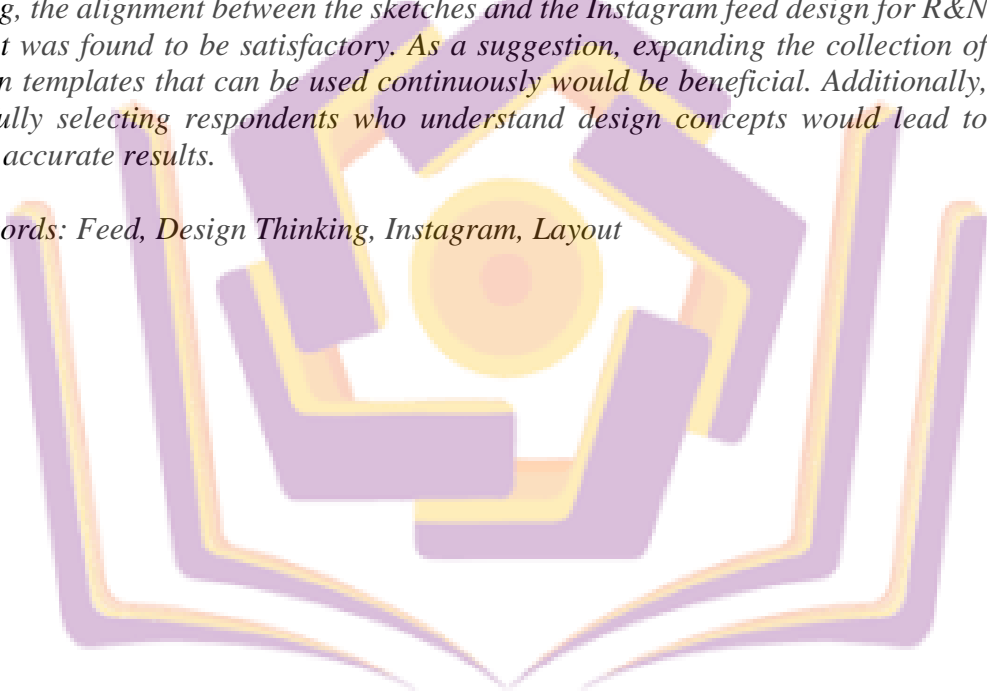 g, the alignment between the sketches and the Instagram feed design for R&N
t was found to be satisfactory. As a suggestion, expanding the collection of
n templates that can be used continuously would be beneficial. Additionally,
ully selecting respondents who understand design concepts would lead to
accurate results.
ords: Feed, Design Thinking, Instagram, Layout